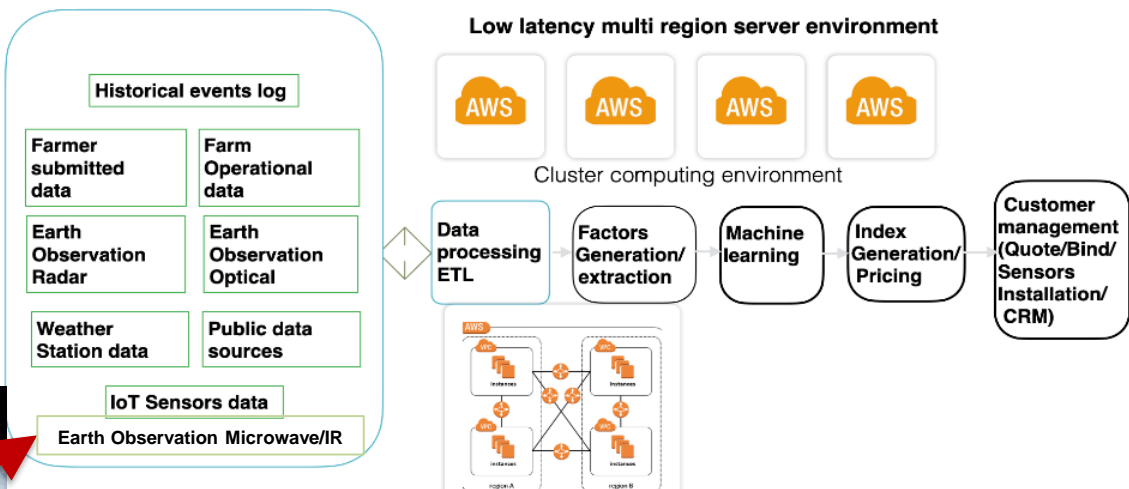 Low latency multi region server environment
AWS
AWS
AWS
AWS
Cluster computing environment
Historical events log
Farmer
submitted
data
Farm
Operational
data
Earth
Observation
Radar
Earth
Observation
Optical
Weather
Station data
Public data
sources
IoT Sensors data
Earth Observation Microwave/IR
Data
processing
ETL
Factors
Generation/
extraction
Machine
learning
Index
Generation/
Pricing
Customer
management
(Quote/Bind/
Sensors
Installation/
CRM)
AWS
VPC
instances
VPC
instances
VPC
instances
VPC
instances
region A
region B